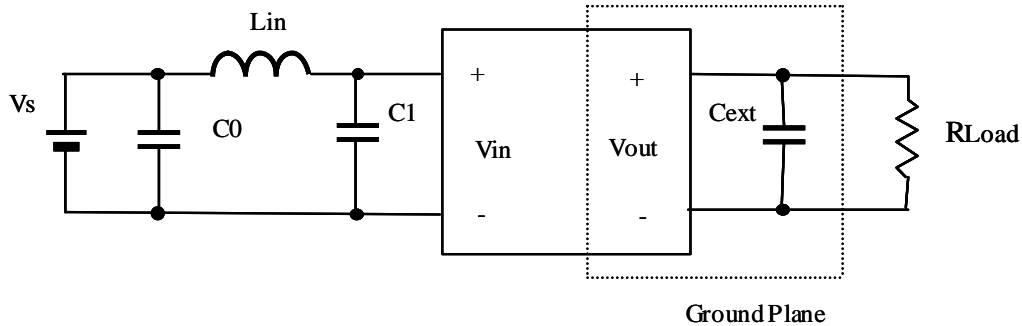 Lin
Vs
C0
C1
+
Vin
-
+
Vout
-
Cext
RLoad
Ground Plane